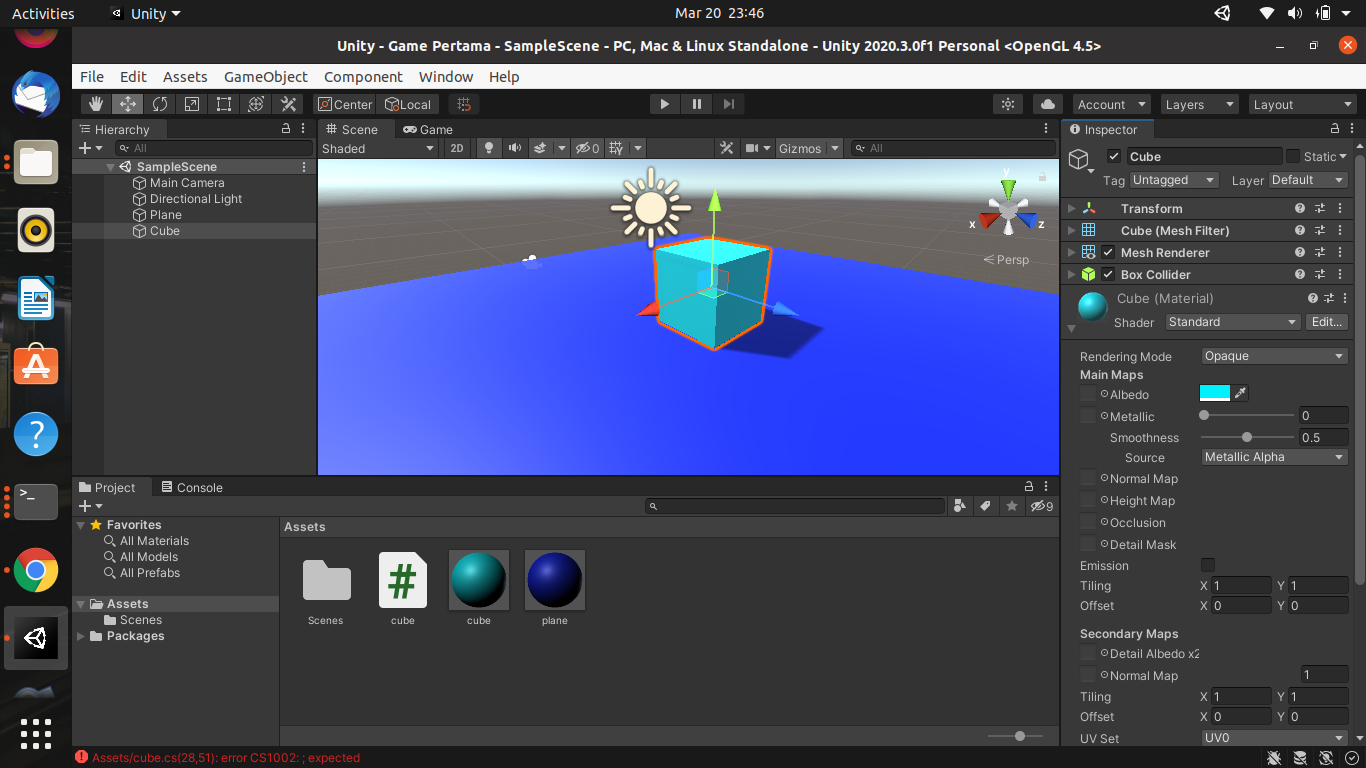 Activities Unity Mar 20 23:46
Unity - Game Pertama - SampleScene - PC, Mac & Linux Standalone - Unity 2020.3.0f1 Personal <OpenGL 4.5>
File Edit Assets GameObject Component Window Help
Center Local Account Layers Layout
Hierarchy
All
SampleScene
Main Camera
Directional Light
Plane
Cube
Scene Game
Shaded 2D 0 Gizmos All
y
x z
Persp
Inspector
Cube Static
Tag Untagged Layer Default
Transform
Cube (Mesh Filter)
Mesh Renderer
Box Collider
Cube (Material)
Shader Standard Edit...
Rendering Mode Opaque
Main Maps
Albedo
Metallic 0
Smoothness 0.5
Source Metallic Alpha
Normal Map
Height Map
Occlusion
Detail Mask
Emission
Tiling X 1 Y 1
Offset X 0 Y 0
Secondary Maps
Detail Albedo x2
Normal Map 1
Tiling X 1 Y 1
Offset X 0 Y 0
UV Set UV0
Project Console
9
Favorites
All Materials
All Models
All Prefabs
Assets
Scenes
Packages
Assets
Scenes cube cube plane
Assets/cube.cs(28,51): error CS1002: ; expected